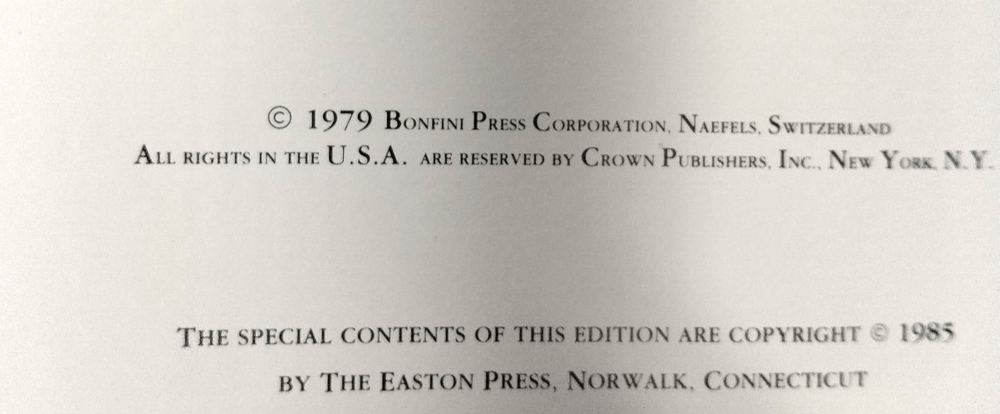 © 1979 Bonfini Press Corporation, Naefels, Switzerland
All rights in the U.S.A. are reserved by Crown Publishers, Inc., New York, N.Y.
The special contents of this edition are copyright © 1985
by The Easton Press, Norwalk, Connecticut